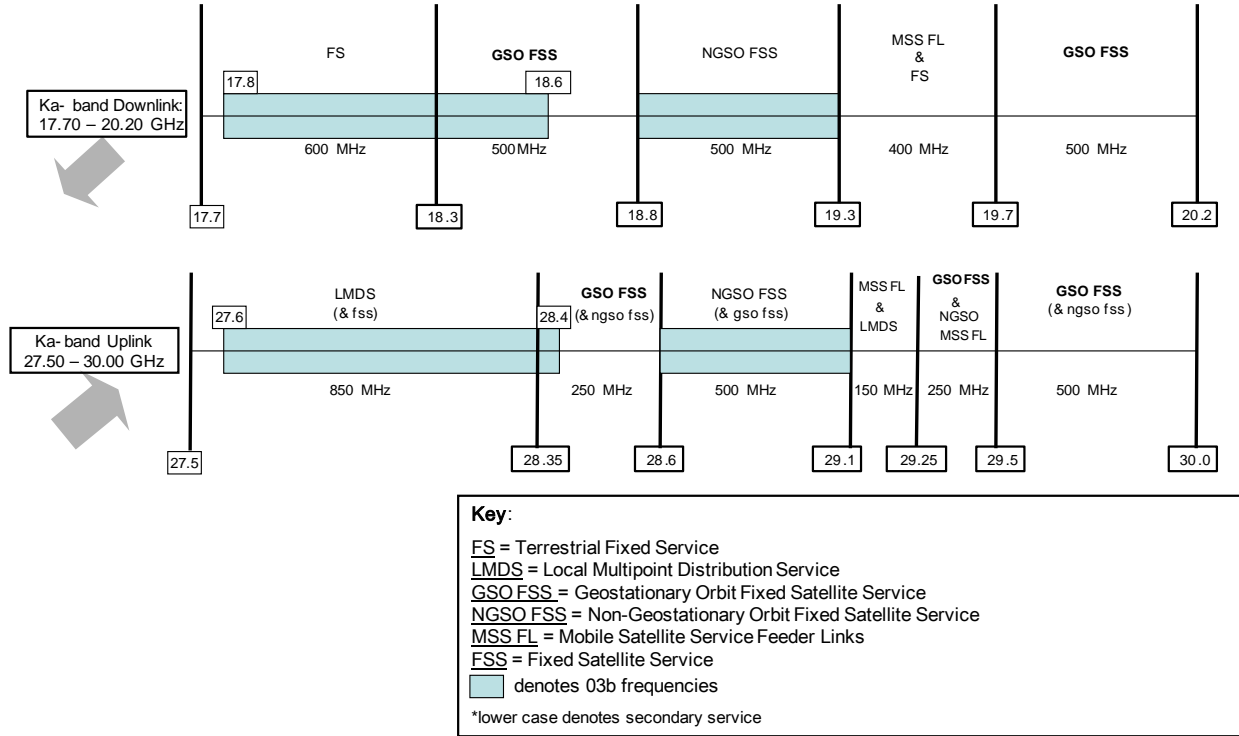 FS
GSO FSS
NGSO FSS
MSS FL
&
FS
GSO FSS
17.8
18.6
Ka- band Downlink:
17.70 – 20.20 GHz
600 MHz
500MHz
500 MHz
400 MHz
500 MHz
17.7
18.3
18.8
19.3
19.7
20.2
LMDS
(& fss)
GSO FSS
(& ngso fss)
NGSO FSS
(& gso fss)
MSS FL
&
LMDS
GSO FSS
&
NGSO
MSS FL
GSO FSS
(& ngso fss)
27.6
28.4
Ka- band Uplink
27.50 – 30.00 GHz
850 MHz
250 MHz
500 MHz
150 MHz
250 MHz
500 MHz
27.5
28.35
28.6
29.1
29.25
29.5
30.0
Key:
FS = Terrestrial Fixed Service
LMDS = Local Multipoint Distribution Service
GSO FSS = Geostationary Orbit Fixed Satellite Service
NGSO FSS = Non-Geostationary Orbit Fixed Satellite Service
MSS FL = Mobile Satellite Service Feeder Links
FSS = Fixed Satellite Service
denotes 03b frequencies
*lower case denotes secondary service